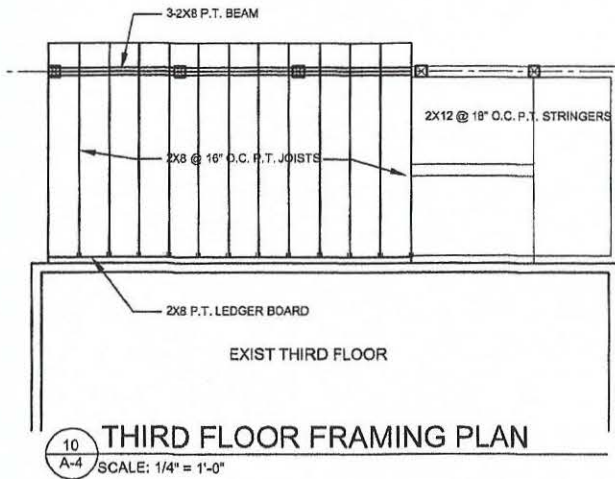 3-2X8 P.T. BEAM
2X12 @ 18" O.C. P.T. STRINGERS
2X8 @ 16" O.C. P.T. JOISTS
2X8 P.T. LEDGER BOARD
EXIST THIRD FLOOR
10
A-4
THIRD FLOOR FRAMING PLAN
SCALE: 1/4" = 1'-0"